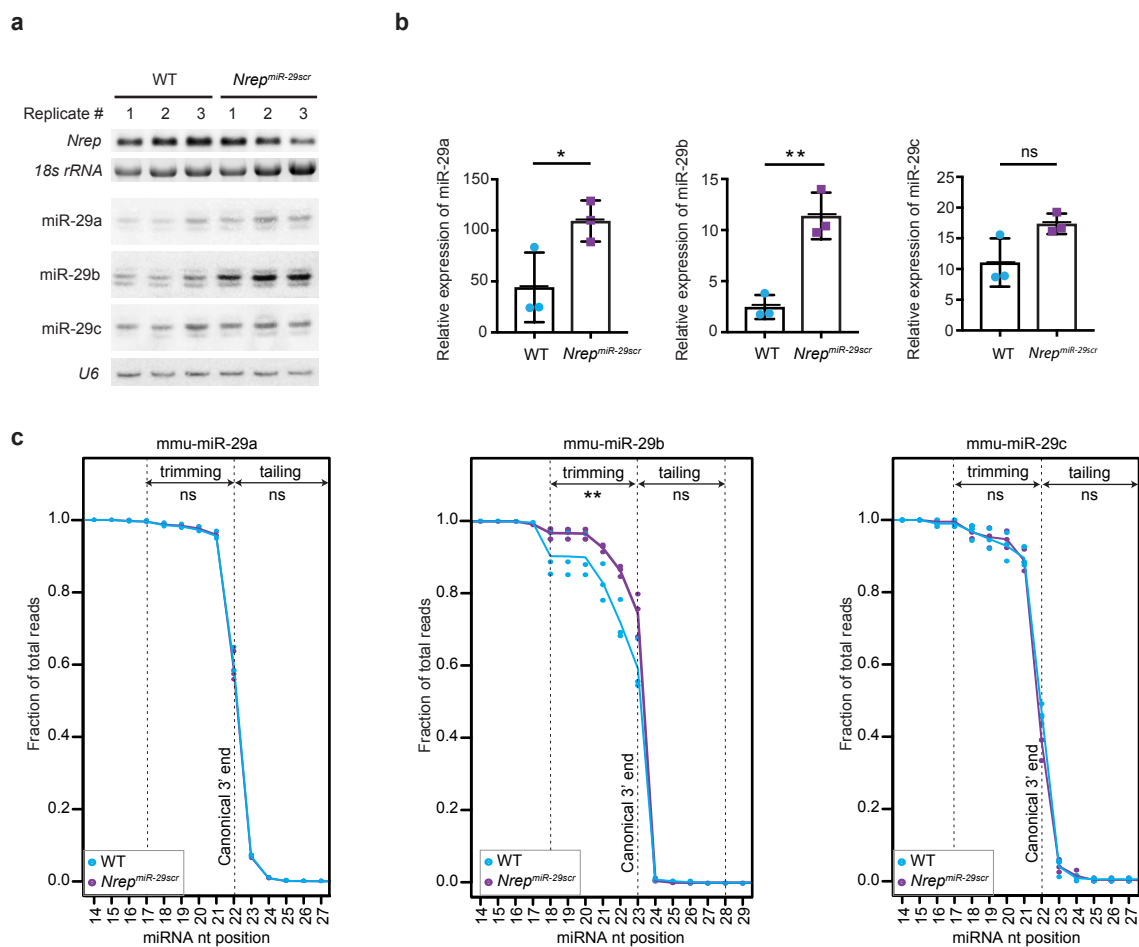 a
WT
Nrep^miR-29scr
Replicate #
1 2 3 1 2 3
Nrep
18s rRNA
miR-29a
miR-29b
miR-29c
U6
b
Relative expression of miR-29a
150
100
50
0
*
WT
Nrep^miR-29scr
Relative expression of miR-29b
15
10
5
0
**
WT
Nrep^miR-29scr
Relative expression of miR-29c
25
20
15
10
5
0
ns
WT
Nrep^miR-29scr
c
mmu-miR-29a
trimming
tailing
ns
ns
Fraction of total reads
1.0
0.8
0.6
0.4
0.2
0.0
Canonical 3' end
WT
Nrep^miR-29scr
14 15 16 17 18 19 20 21 22 23 24 25 26 27
miRNA nt position
mmu-miR-29b
trimming
tailing
**
ns
Fraction of total reads
1.0
0.8
0.6
0.4
0.2
0.0
Canonical 3' end
WT
Nrep^miR-29scr
14 15 16 17 18 19 20 21 22 23 24 25 26 27 28 29
miRNA nt position
mmu-miR-29c
trimming
tailing
ns
ns
Fraction of total reads
1.0
0.8
0.6
0.4
0.2
0.0
Canonical 3' end
WT
Nrep^miR-29scr
14 15 16 17 18 19 20 21 22 23 24 25 26 27
miRNA nt position